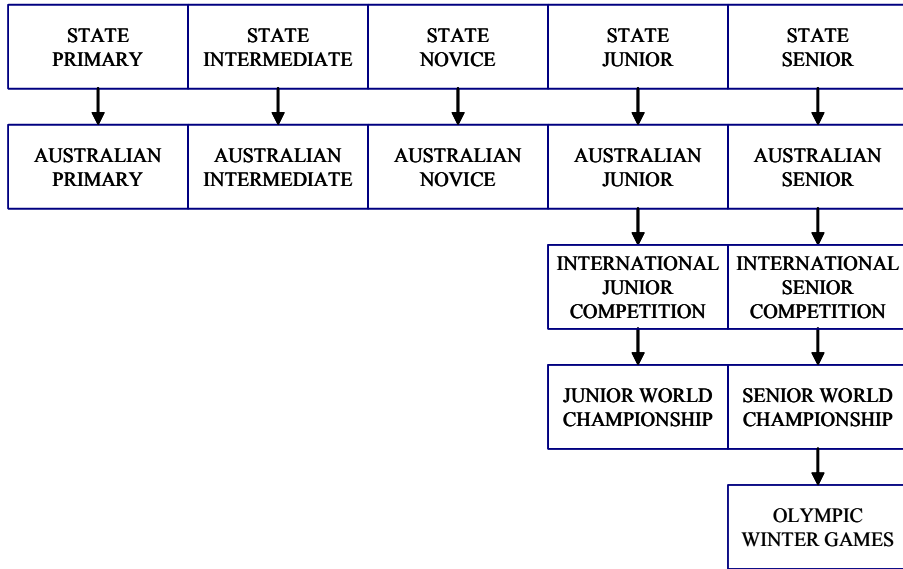 STATE
PRIMARY
STATE
INTERMEDIATE
STATE
NOVICE
STATE
JUNIOR
STATE
SENIOR
AUSTRALIAN
PRIMARY
AUSTRALIAN
INTERMEDIATE
AUSTRALIAN
NOVICE
AUSTRALIAN
JUNIOR
AUSTRALIAN
SENIOR
INTERNATIONAL
JUNIOR
COMPETITION
INTERNATIONAL
SENIOR
COMPETITION
JUNIOR WORLD
CHAMPIONSHIP
SENIOR WORLD
CHAMPIONSHIP
OLYMPIC
WINTER GAMES